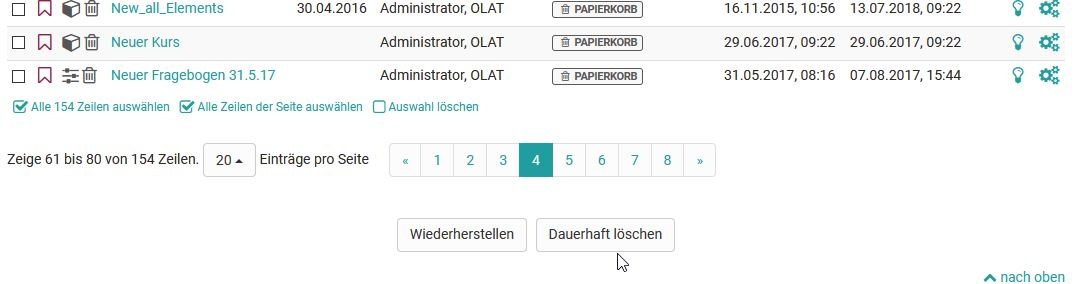 New_all_Elements 30.04.2016 Administrator, OLAT PAPIERKORB 16.11.2015, 10:56 13.07.2018, 09:22
Neuer Kurs Administrator, OLAT PAPIERKORB 29.06.2017, 09:22 29.06.2017, 09:22
Neuer Fragebogen 31.5.17 Administrator, OLAT PAPIERKORB 31.05.2017, 08:16 07.08.2017, 15:44
Alle 154 Zeilen auswählen Alle Zeilen der Seite auswählen Auswahl löschen
Zeige 61 bis 80 von 154 Zeilen. 20 Einträge pro Seite « 1 2 3 4 5 6 7 8 »
Wiederherstellen Dauerhaft löschen
nach oben